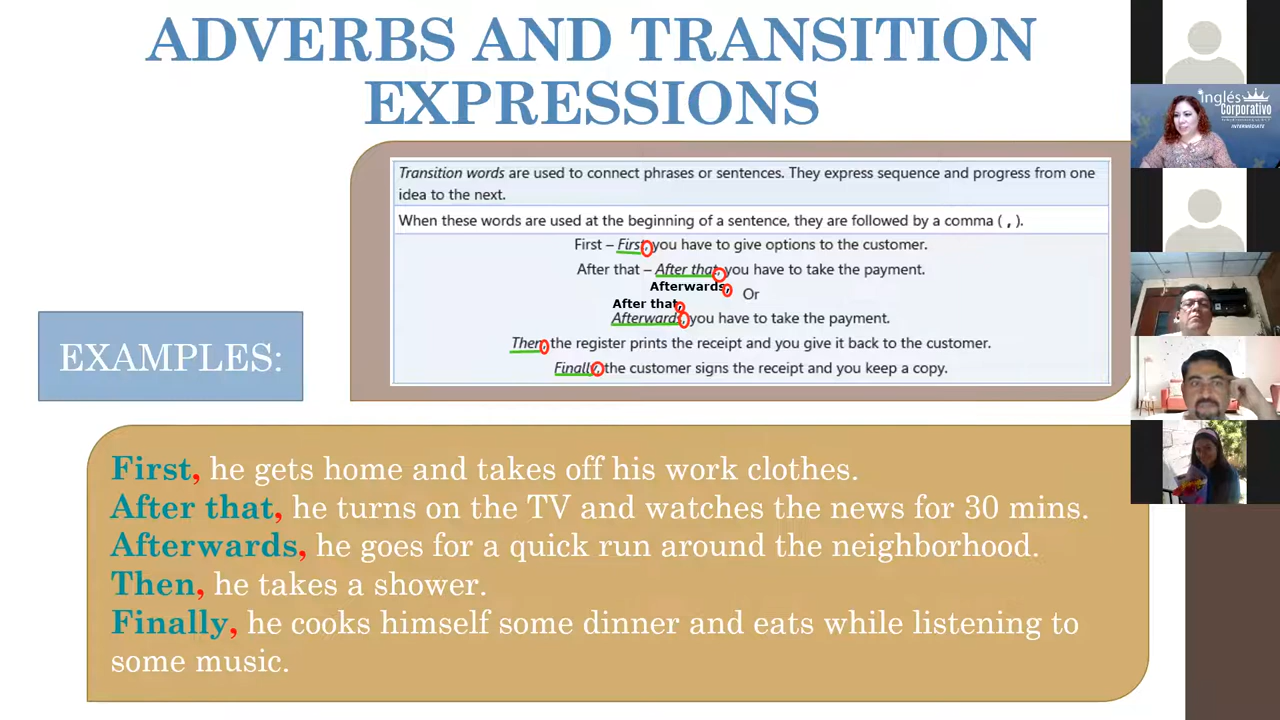 ADVERBS AND TRANSITION
EXPRESSIONS
inglés
Corporativo
INTERMEDIATE
Transition words are used to connect phrases or sentences. They express sequence and progress from one
idea to the next.
When these words are used at the beginning of a sentence, they are followed by a comma ( , ).
First – First, you have to give options to the customer.
After that – After that, you have to take the payment.
Afterwards,
Or
After that,
Afterwards, you have to take the payment.
Then, the register prints the receipt and you give it back to the customer.
Finally, the customer signs the receipt and you keep a copy.
EXAMPLES:
First, he gets home and takes off his work clothes.
After that, he turns on the TV and watches the news for 30 mins.
Afterwards, he goes for a quick run around the neighborhood.
Then, he takes a shower.
Finally, he cooks himself some dinner and eats while listening to
some music.